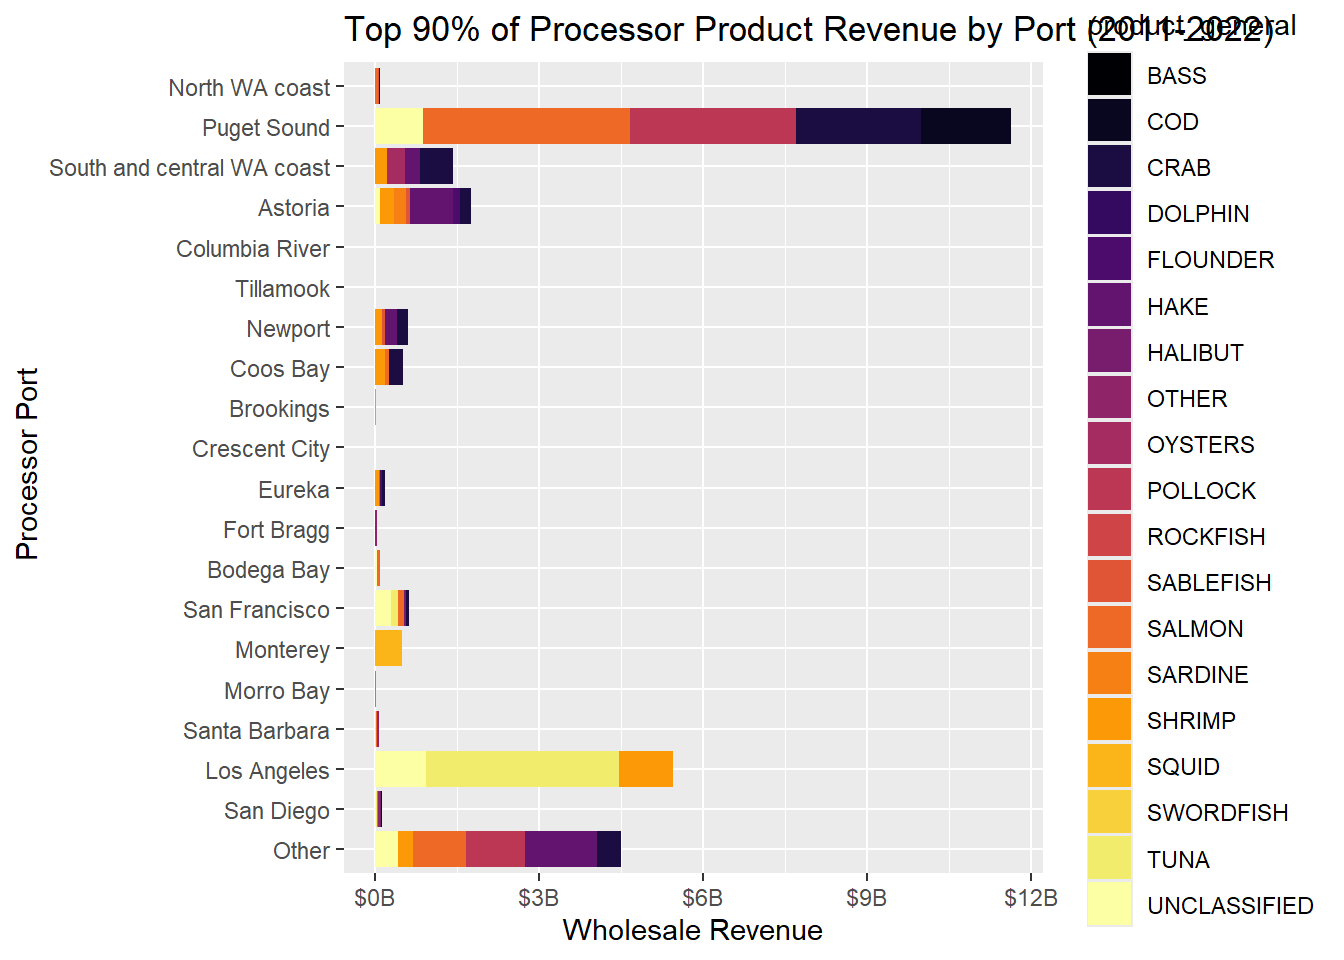 Top 90% of Processor Product Revenue by Port (2011-2022)
product_general
North WA coast
Puget Sound
South and central WA coast
Astoria
Columbia River
Tillamook
Newport
Coos Bay
Brookings
Crescent City
Eureka
Fort Bragg
Bodega Bay
San Francisco
Monterey
Morro Bay
Santa Barbara
Los Angeles
San Diego
Other
Processor Port
$0B
$3B
$6B
$9B
$12B
Wholesale Revenue
BASS
COD
CRAB
DOLPHIN
FLOUNDER
HAKE
HALIBUT
OTHER
OYSTERS
POLLOCK
ROCKFISH
SABLEFISH
SALMON
SARDINE
SHRIMP
SQUID
SWORDFISH
TUNA
UNCLASSIFIED